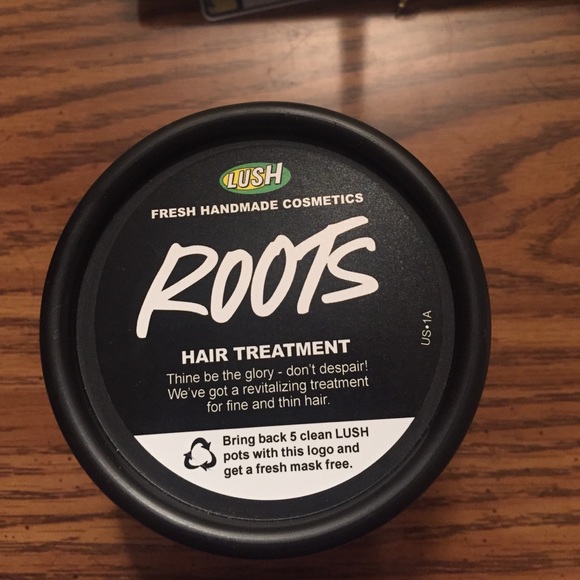 LUSH
FRESH HANDMADE COSMETICS
ROOTS
HAIR TREATMENT
Thine be the glory - don't despair!
We've got a revitalizing treatment
for fine and thin hair.
US•1A
Bring back 5 clean LUSH
pots with this logo and
get a fresh mask free.